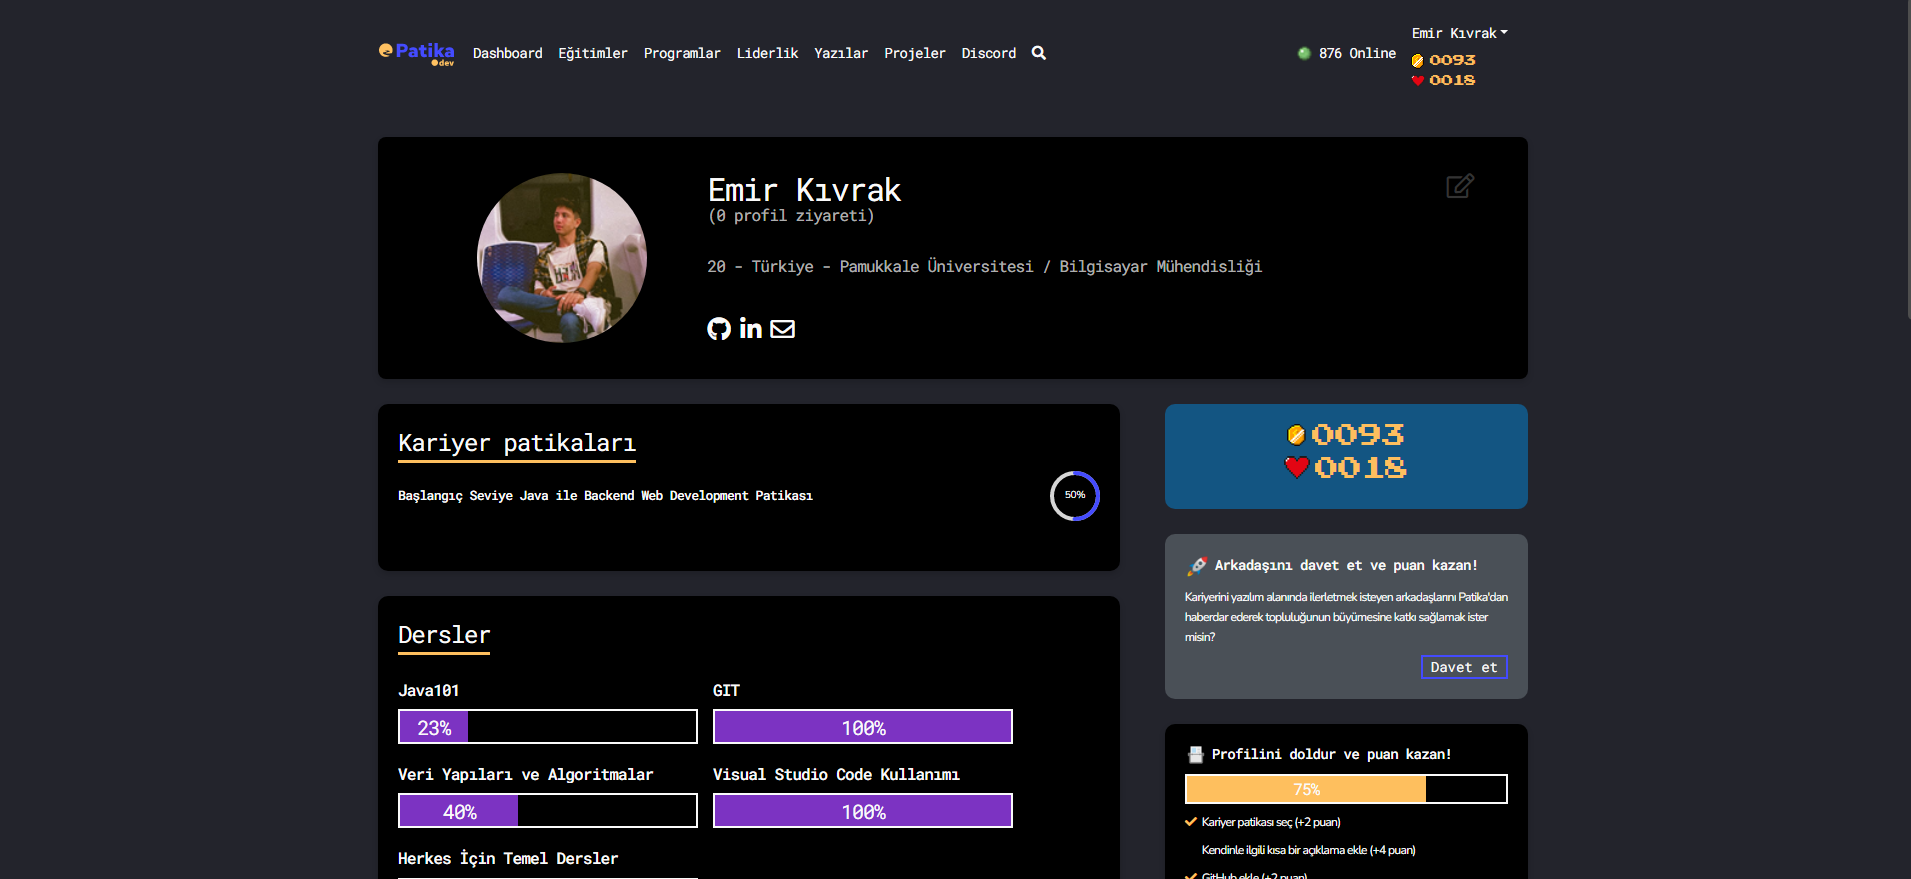 Patika
dev
Dashboard Eğitimler Programlar Liderlik Yazılar Projeler Discord
876 Online
Emir Kıvrak
0093
0018
Emir Kıvrak
(0 profil ziyareti)
20 - Türkiye - Pamukkale Üniversitesi / Bilgisayar Mühendisliği
Kariyer patikaları
Başlangıç Seviye Java ile Backend Web Development Patikası
50%
Dersler
Java101
23%
GIT
100%
Veri Yapıları ve Algoritmalar
40%
Visual Studio Code Kullanımı
100%
Herkes İçin Temel Dersler
0093
0018
Arkadaşını davet et ve puan kazan!
Kariyerini yazılım alanında ilerletmek isteyen arkadaşlarını Patika'dan
haberdar ederek topluluğunun büyümesine katkı sağlamak ister
misin?
Davet et
Profilini doldur ve puan kazan!
75%
Kariyer patikası seç (+2 puan)
Kendinle ilgili kısa bir açıklama ekle (+4 puan)
GitHub ekle (+2 puan)